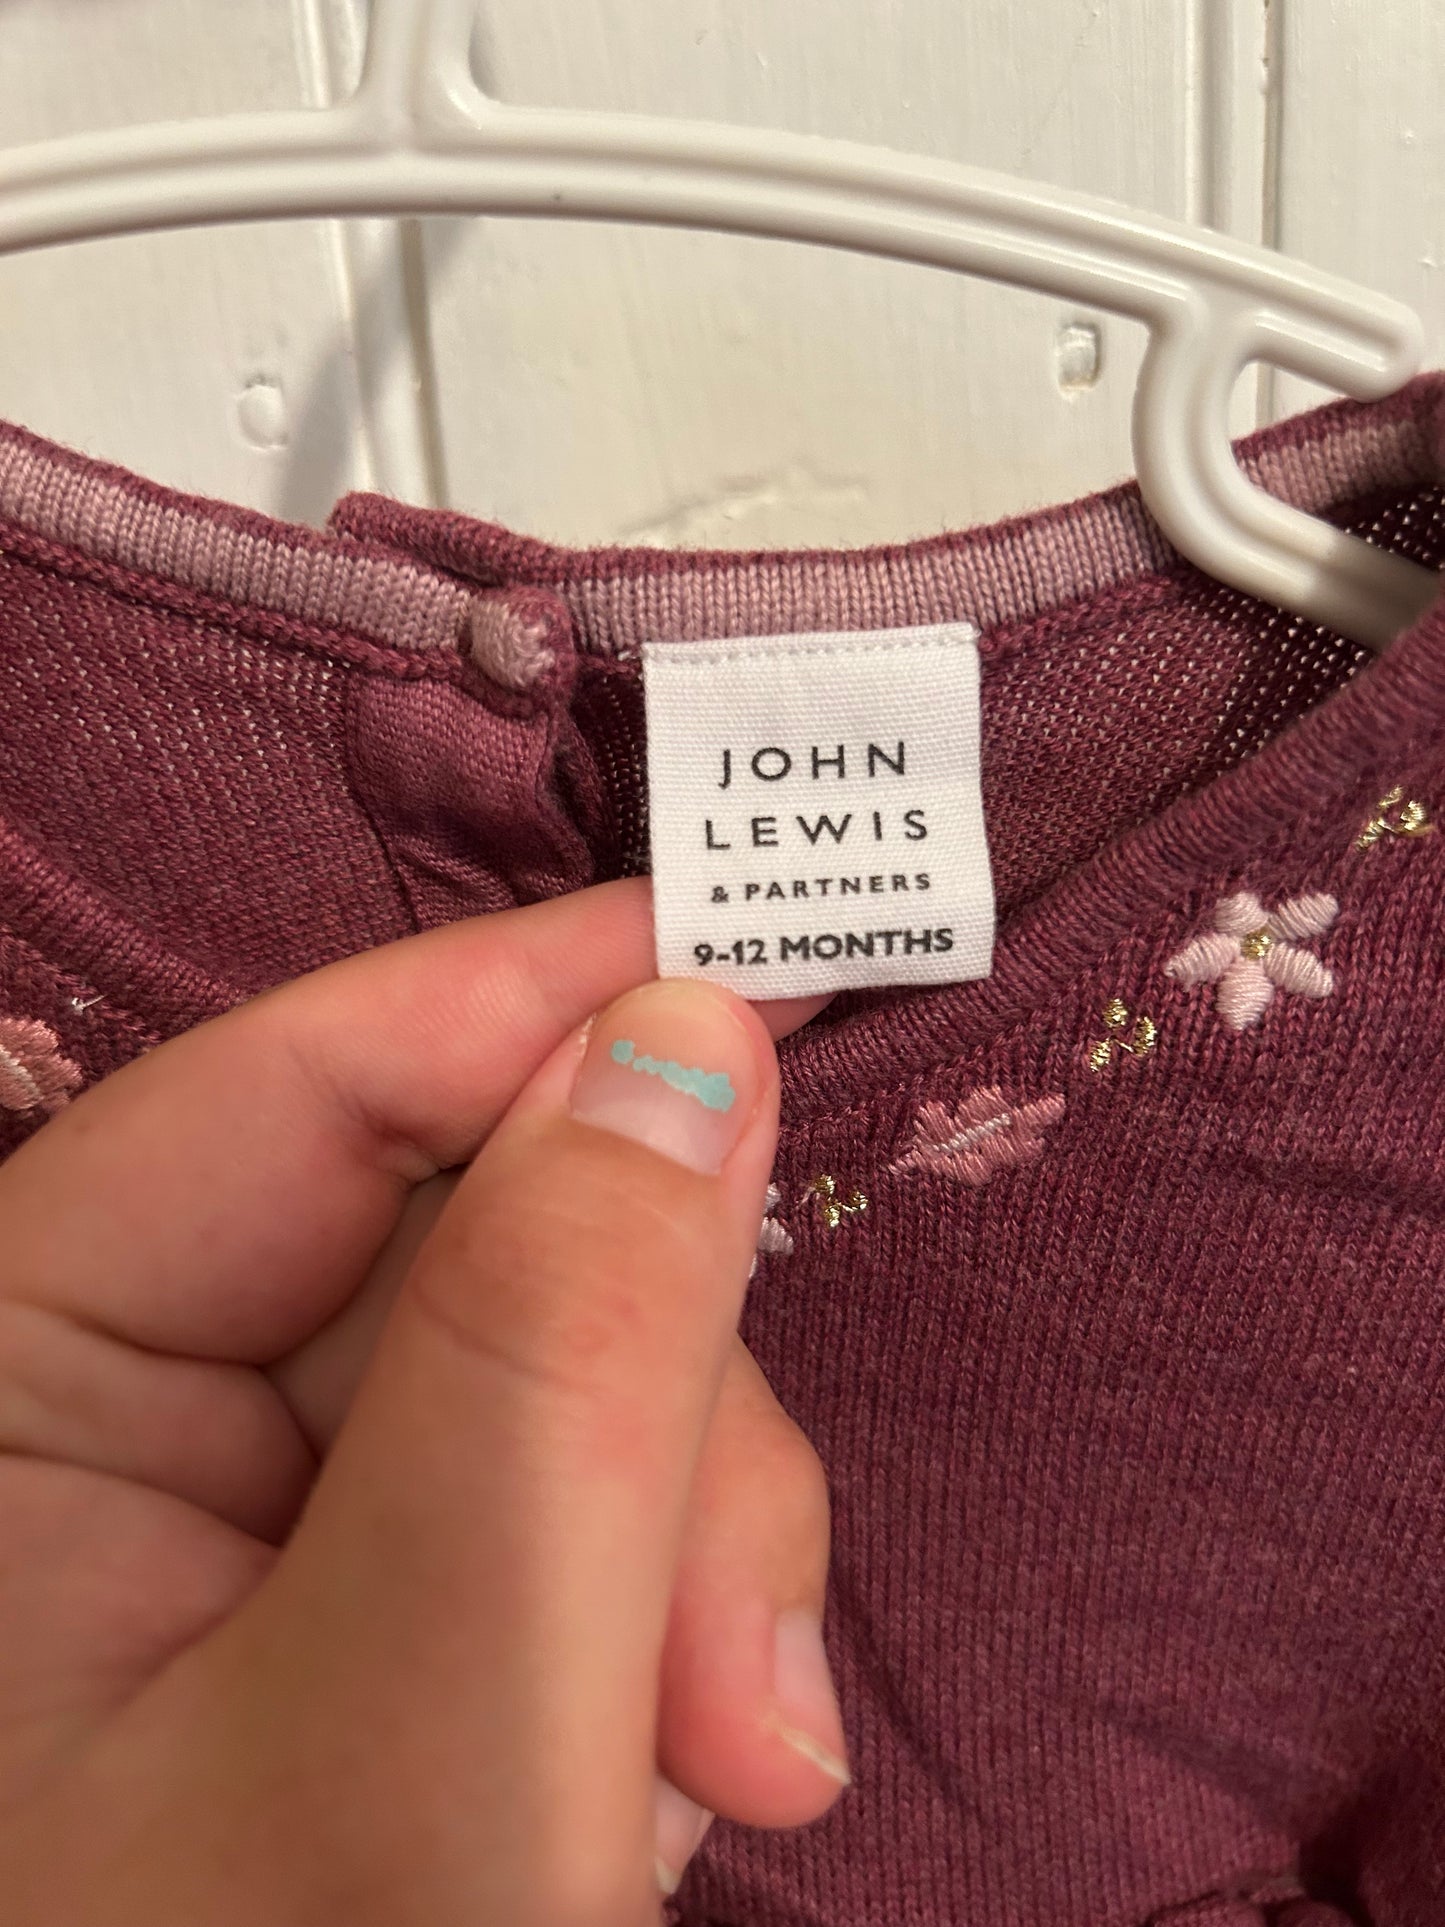 JOHN
LEWIS
& PARTNERS
9-12 MONTHS